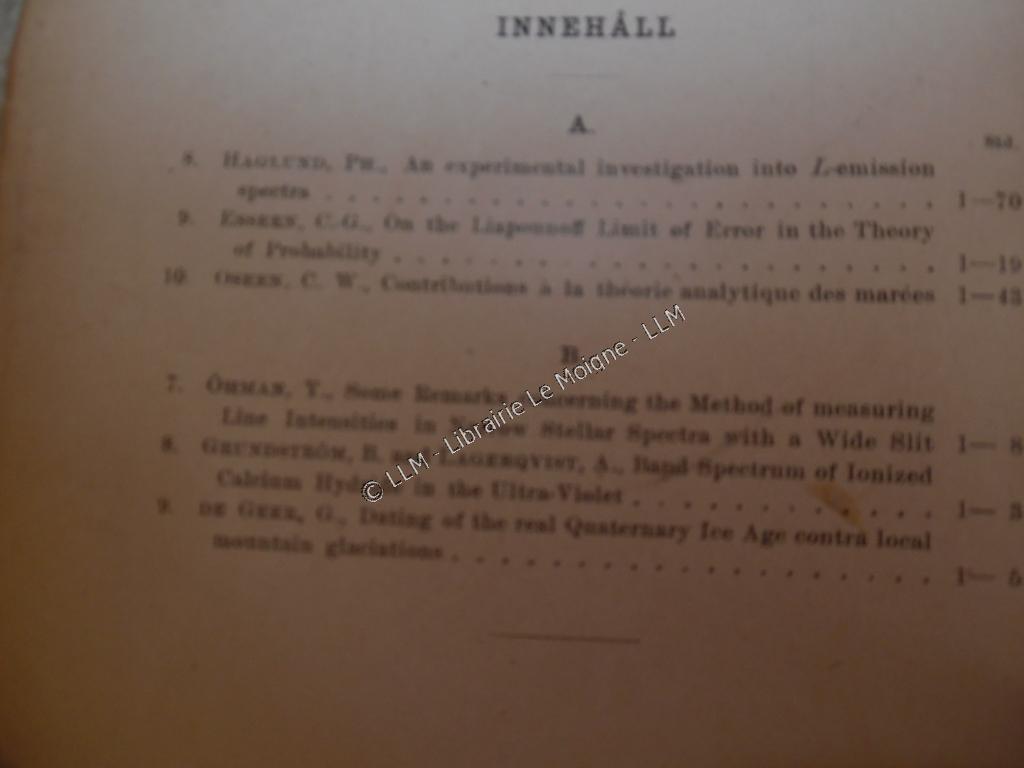 INNEHÅLL
A.
Sid.
8. HAGLUND, PH., An experimental investigation into L-emission
spectra . . . . . . . . . . . . . . . . . . . . . 1—70
9. ESSEEN, C.-G., On the Liapounoff Limit of Error in the Theory
of Probability . . . . . . . . . . . . . . . . . . . 1—19
10. OSEEN, C. W., Contributions à la théorie analytique des marées 1—43
B.
7. ÖHMAN, Y., Some Remarks concerning the Method of measuring
Line Intensities in Narrow Stellar Spectra with a Wide Slit 1— 8
8. GRUNDSTRÖM, B. and LAGERQVIST, A., Band Spectrum of Ionized
Calcium Hydride in the Ultra-Violet . . . . . . . . . . . 1— 3
9. DE GEER, G., Dating of the real Quaternary Ice Age contra local
mountain glaciations . . . . . . . . . . . . . . . . . 1— 5
© LLM - Librairie Le Moigne - LLM